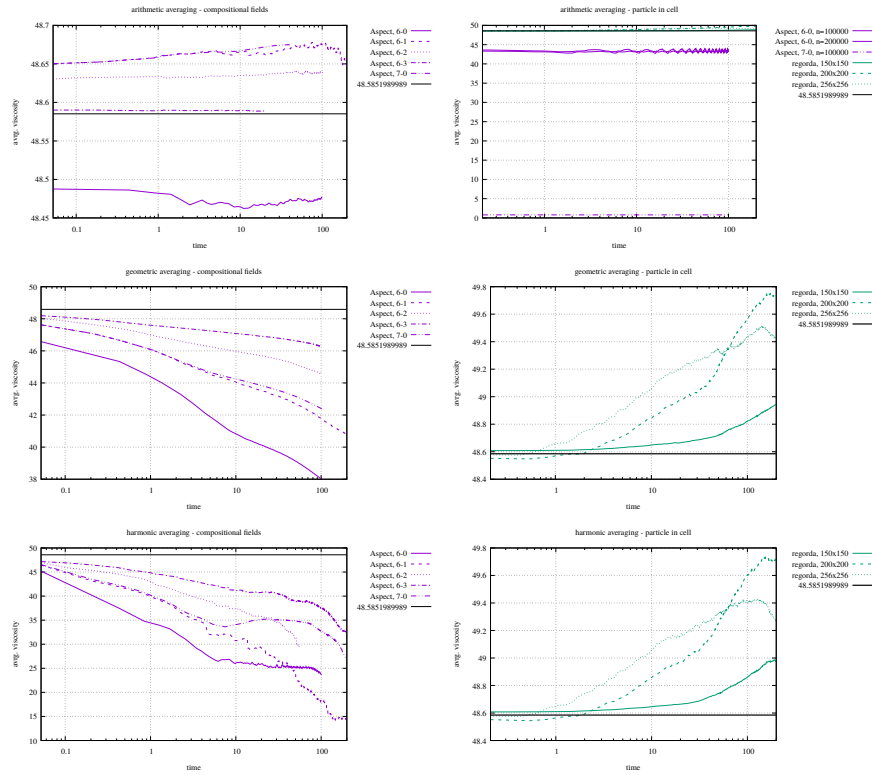 arithmetic averaging - compositional fields
48.7
48.65
48.6
48.55
48.5
48.45
0.1
1
10
100
avg. viscosity
time
Aspect, 6-0
Aspect, 6-1
Aspect, 6-2
Aspect, 6-3
Aspect, 7-0
48.5851989989
arithmetic averaging - particle in cell
50
45
40
35
30
25
20
15
10
5
0
1
10
100
avg. viscosity
time
Aspect, 6-0, n=100000
Aspect, 6-0, n=200000
Aspect, 7-0, n=100000
regorda, 150x150
regorda, 200x200
regorda, 256x256
48.5851989989
geometric averaging - compositional fields
50
48
46
44
42
40
38
0.1
1
10
100
avg. viscosity
time
Aspect, 6-0
Aspect, 6-1
Aspect, 6-2
Aspect, 6-3
Aspect, 7-0
48.5851989989
geometric averaging - particle in cell
49.8
49.6
49.4
49.2
49
48.8
48.6
48.4
1
10
100
avg. viscosity
time
regorda, 150x150
regorda, 200x200
regorda, 256x256
48.5851989989
harmonic averaging - compositional fields
50
45
40
35
30
25
20
15
10
0.1
1
10
100
avg. viscosity
time
Aspect, 6-0
Aspect, 6-1
Aspect, 6-2
Aspect, 6-3
Aspect, 7-0
48.5851989989
harmonic averaging - particle in cell
49.8
49.6
49.4
49.2
49
48.8
48.6
48.4
1
10
100
avg. viscosity
time
regorda, 150x150
regorda, 200x200
regorda, 256x256
48.5851989989